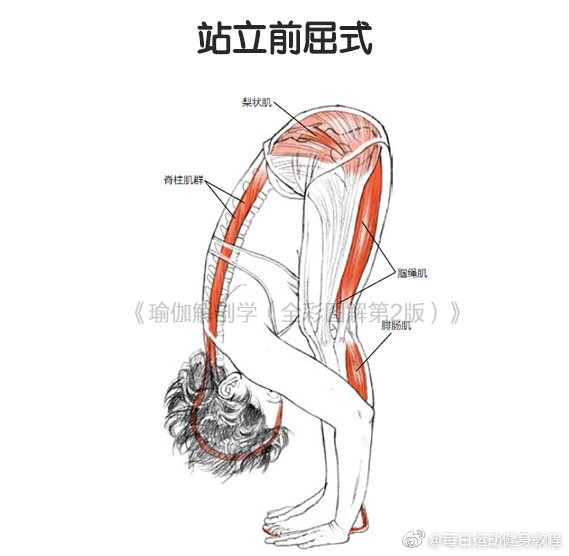 站立前屈式
梨状肌
脊柱肌群
腘绳肌
《瑜伽解剖学(全彩图解第2版)》
腓肠肌
@每日运动健身教程